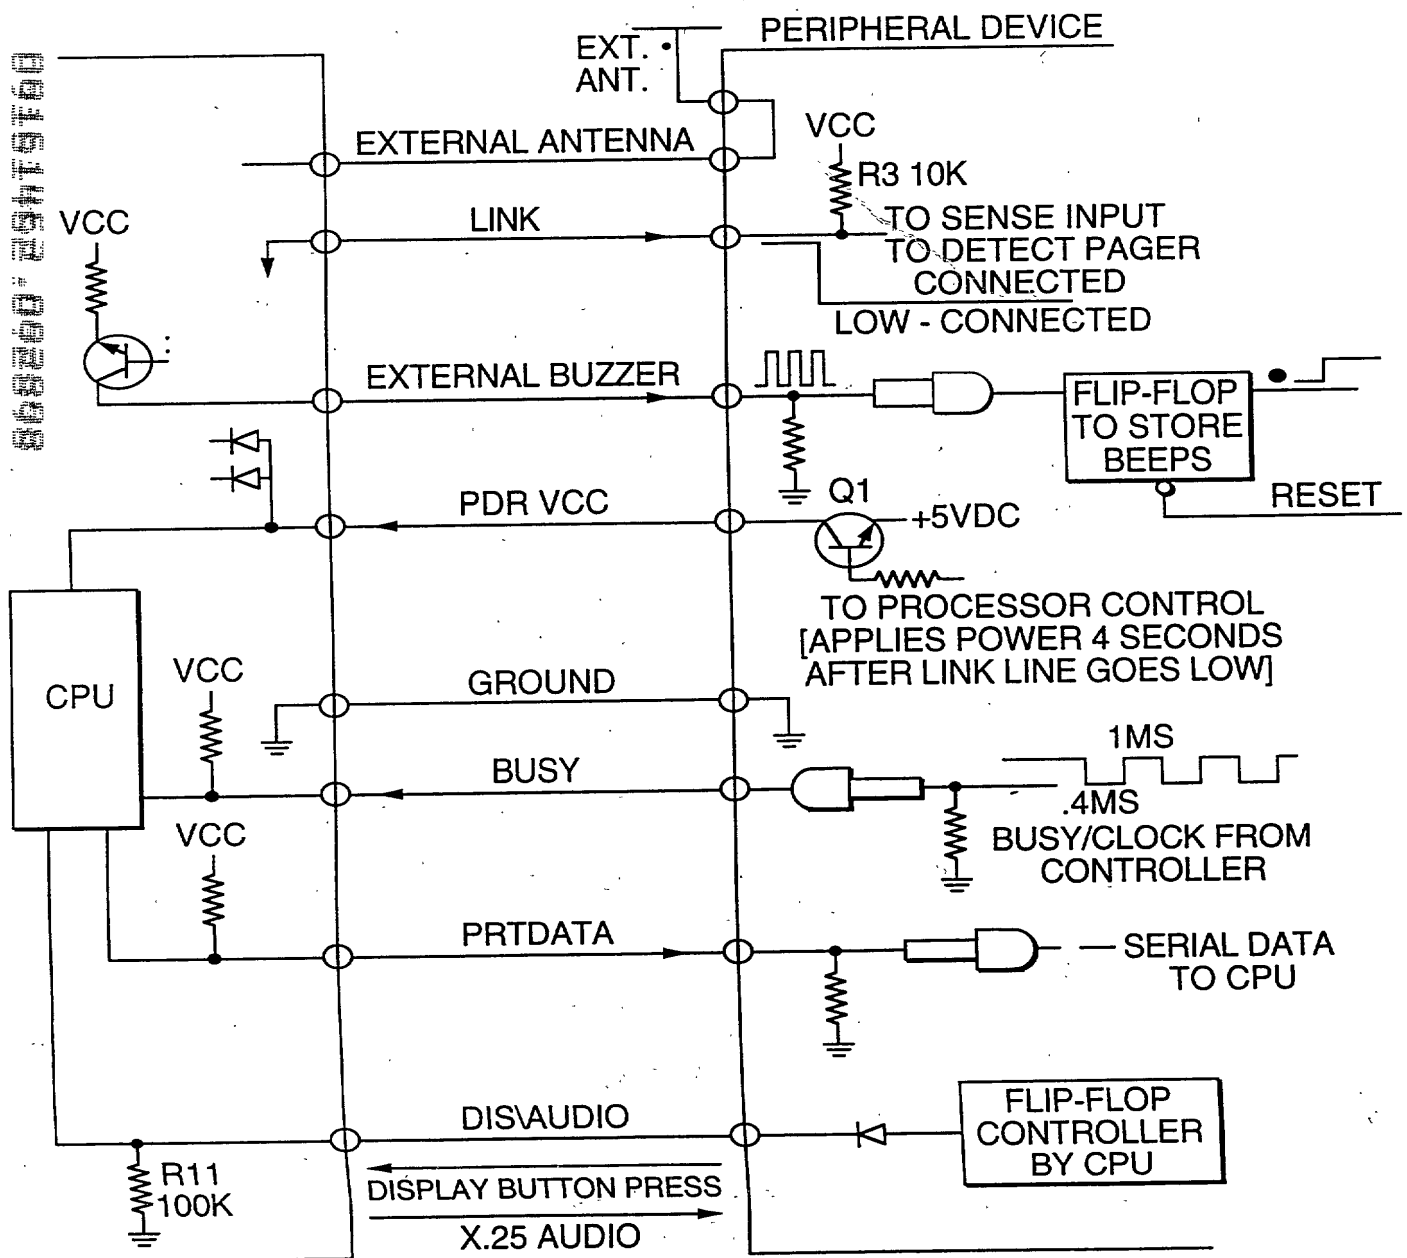 PERIPHERAL DEVICE
EXT.
ANT.
EXTERNAL ANTENNA
VCC
R3 10K
LINK
TO SENSE INPUT
TO DETECT PAGER
CONNECTED
LOW - CONNECTED
VCC
EXTERNAL BUZZER
FLIP-FLOP
TO STORE
BEEPS
RESET
PDR VCC
Q1
+5VDC
TO PROCESSOR CONTROL
[APPLIES POWER 4 SECONDS
AFTER LINK LINE GOES LOW]
CPU
VCC
GROUND
BUSY
1MS
.4MS
BUSY/CLOCK FROM
CONTROLLER
VCC
PRTDATA
SERIAL DATA
TO CPU
DIS\AUDIO
FLIP-FLOP
CONTROLLER
BY CPU
R11
100K
DISPLAY BUTTON PRESS
X.25 AUDIO